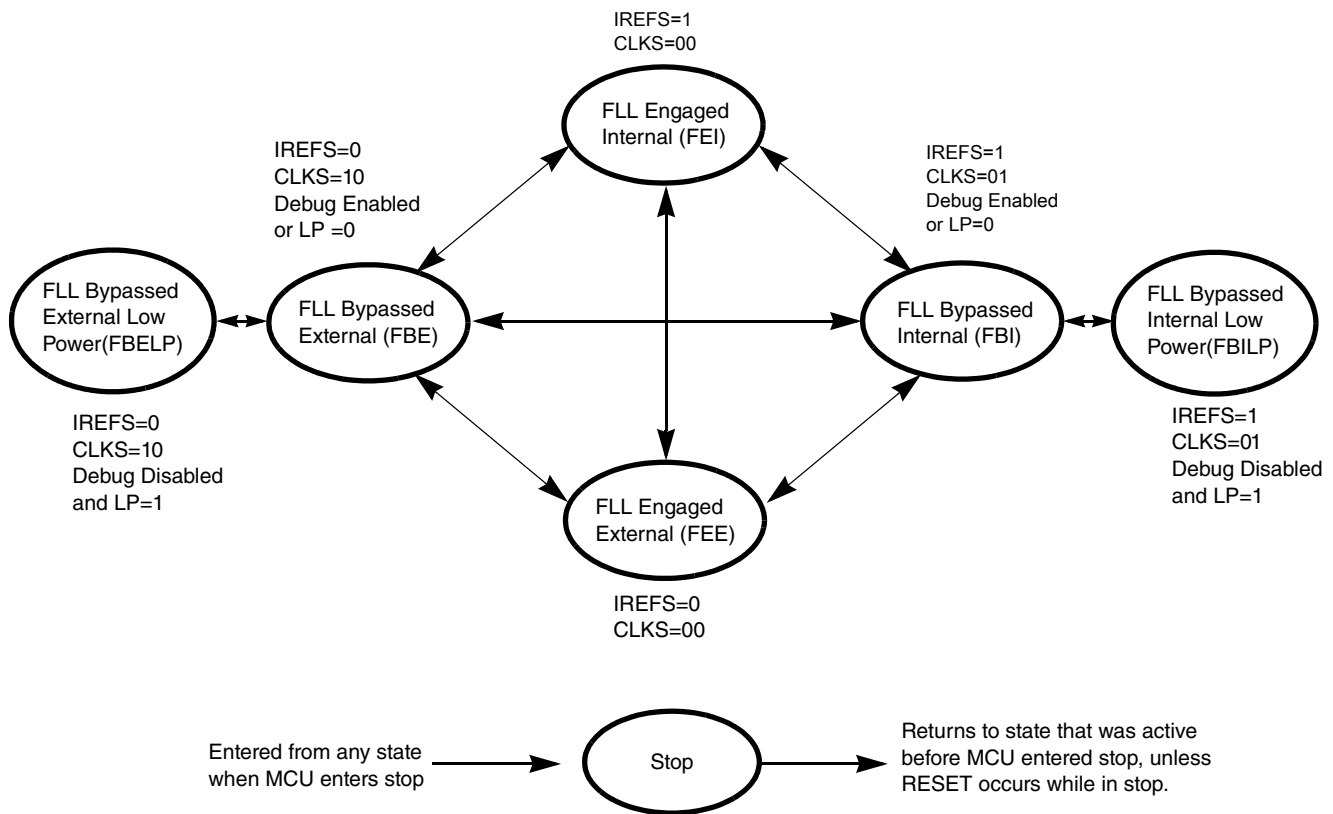 IREFS=1
CLKS=00
FLL Engaged
Internal (FEI)
IREFS=0
CLKS=10
Debug Enabled
or LP =0
IREFS=1
CLKS=01
Debug Enabled
or LP=0
FLL Bypassed
External Low
Power(FBELP)
FLL Bypassed
External (FBE)
FLL Bypassed
Internal (FBI)
FLL Bypassed
Internal Low
Power(FBILP)
IREFS=0
CLKS=10
Debug Disabled
and LP=1
IREFS=1
CLKS=01
Debug Disabled
and LP=1
FLL Engaged
External (FEE)
IREFS=0
CLKS=00
Entered from any state
when MCU enters stop
Stop
Returns to state that was active
before MCU entered stop, unless
RESET occurs while in stop.